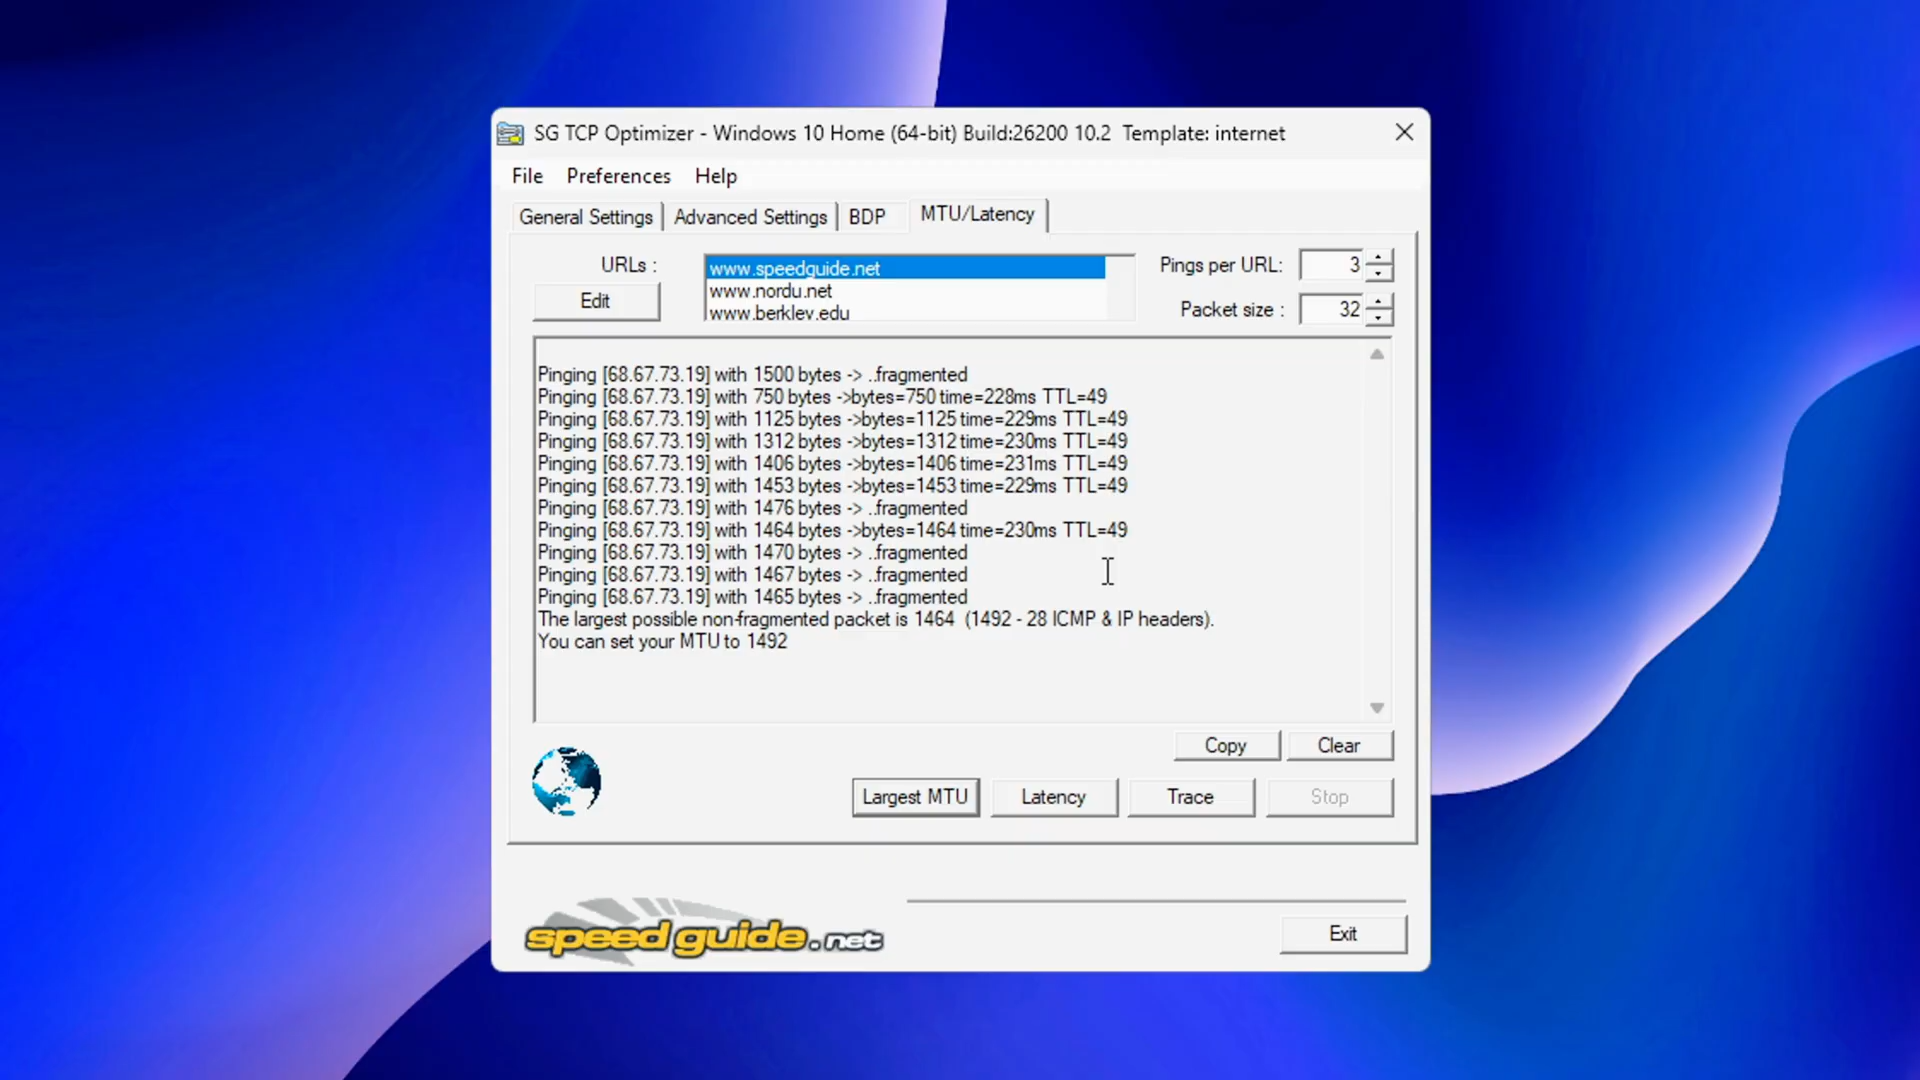 SG TCP Optimizer - Windows 10 Home (64-bit) Build:26200 10.2  Template: internet
File Preferences Help
General Settings Advanced Settings BDP MTU/Latency
URLs :
Edit
www.speedguide.net
www.nordu.net
www.berkley.edu
Pings per URL: 3
Packet size : 32
Pinging [68.67.73.19] with 1500 bytes -> ..fragmented
Pinging [68.67.73.19] with 750 bytes ->bytes=750 time=228ms TTL=49
Pinging [68.67.73.19] with 1125 bytes ->bytes=1125 time=229ms TTL=49
Pinging [68.67.73.19] with 1312 bytes ->bytes=1312 time=230ms TTL=49
Pinging [68.67.73.19] with 1406 bytes ->bytes=1406 time=231ms TTL=49
Pinging [68.67.73.19] with 1453 bytes ->bytes=1453 time=229ms TTL=49
Pinging [68.67.73.19] with 1476 bytes -> ..fragmented
Pinging [68.67.73.19] with 1464 bytes ->bytes=1464 time=230ms TTL=49
Pinging [68.67.73.19] with 1470 bytes -> ..fragmented
Pinging [68.67.73.19] with 1467 bytes -> ..fragmented
Pinging [68.67.73.19] with 1465 bytes -> ..fragmented
The largest possible non-fragmented packet is 1464  (1492 - 28 ICMP & IP headers).
You can set your MTU to 1492
Copy Clear
Largest MTU Latency Trace Stop
speed guide.net
Exit